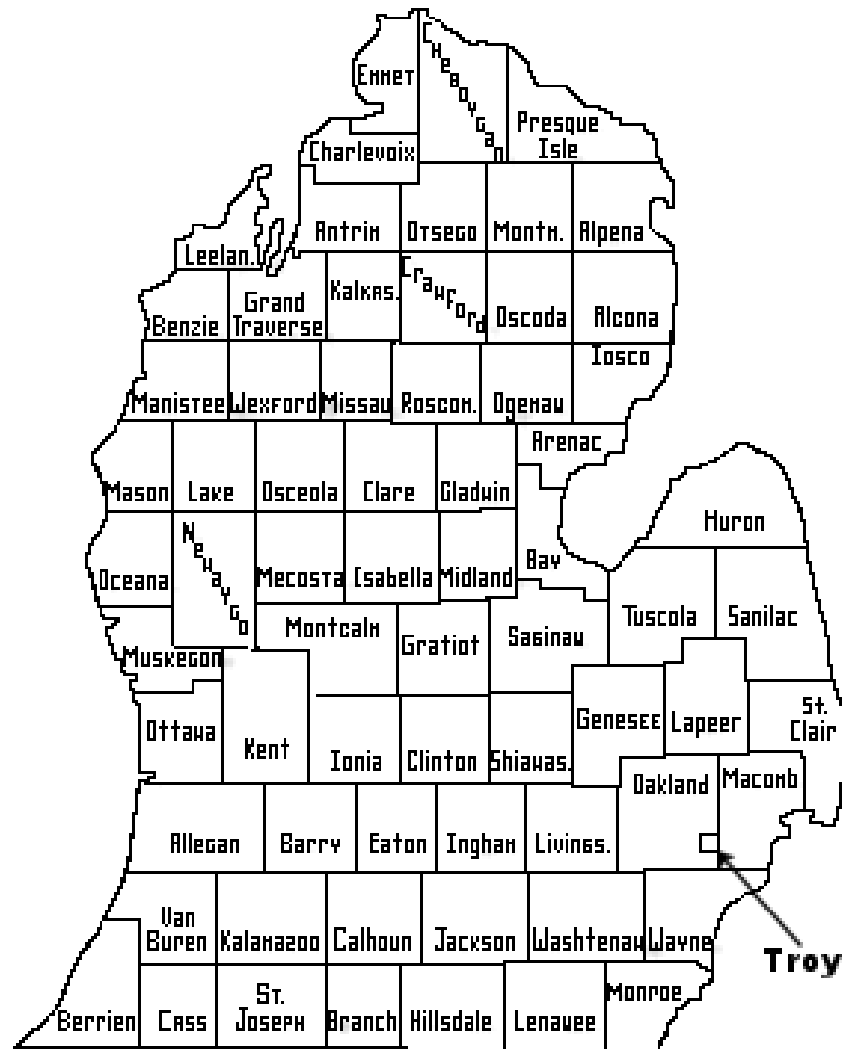 Emmet
Cheboygan
Presque
Isle
Charlevoix
Antrim
Otsego
Montm.
Alpena
Leelan.
Benzie
Grand
Traverse
Kalkas.
Crawford
Oscoda
Alcona
Manistee
Wexford
Missau
Roscom.
Ogemaw
Iosco
Arenac
Mason
Lake
Osceola
Clare
Gladwin
Huron
Oceana
Newaygo
Mecosta
Isabella
Midland
Bay
Tuscola
Sanilac
Muskegon
Montcalm
Gratiot
Saginaw
Ottawa
Kent
Ionia
Clinton
Shiawas.
Genesee
Lapeer
St.
Clair
Oakland
Macomb
Allegan
Barry
Eaton
Ingham
Livings.
Van
Buren
Kalamazoo
Calhoun
Jackson
Washtenaw
Wayne
Troy
Berrien
Cass
St.
Joseph
Branch
Hillsdale
Lenawee
Monroe